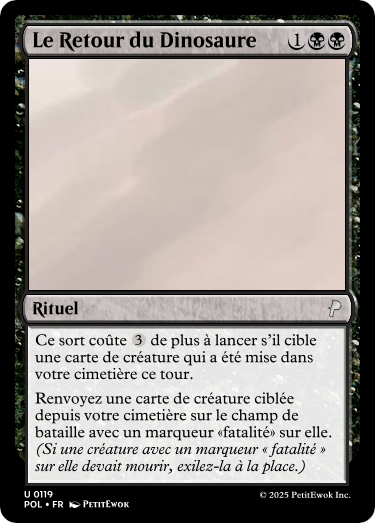 Le Retour du Dinosaure 1
Rituel
Ce sort coûte 3 de plus à lancer s'il cible
une carte de créature qui a été mise dans
votre cimetière ce tour.
Renvoyez une carte de créature ciblée
depuis votre cimetière sur le champ de
bataille avec un marqueur «fatalité» sur elle.
(Si une créature avec un marqueur « fatalité »
sur elle devait mourir, exilez-la à la place.)
U 0119
POL • FR PetitEwok
© 2025 PetitEwok Inc.